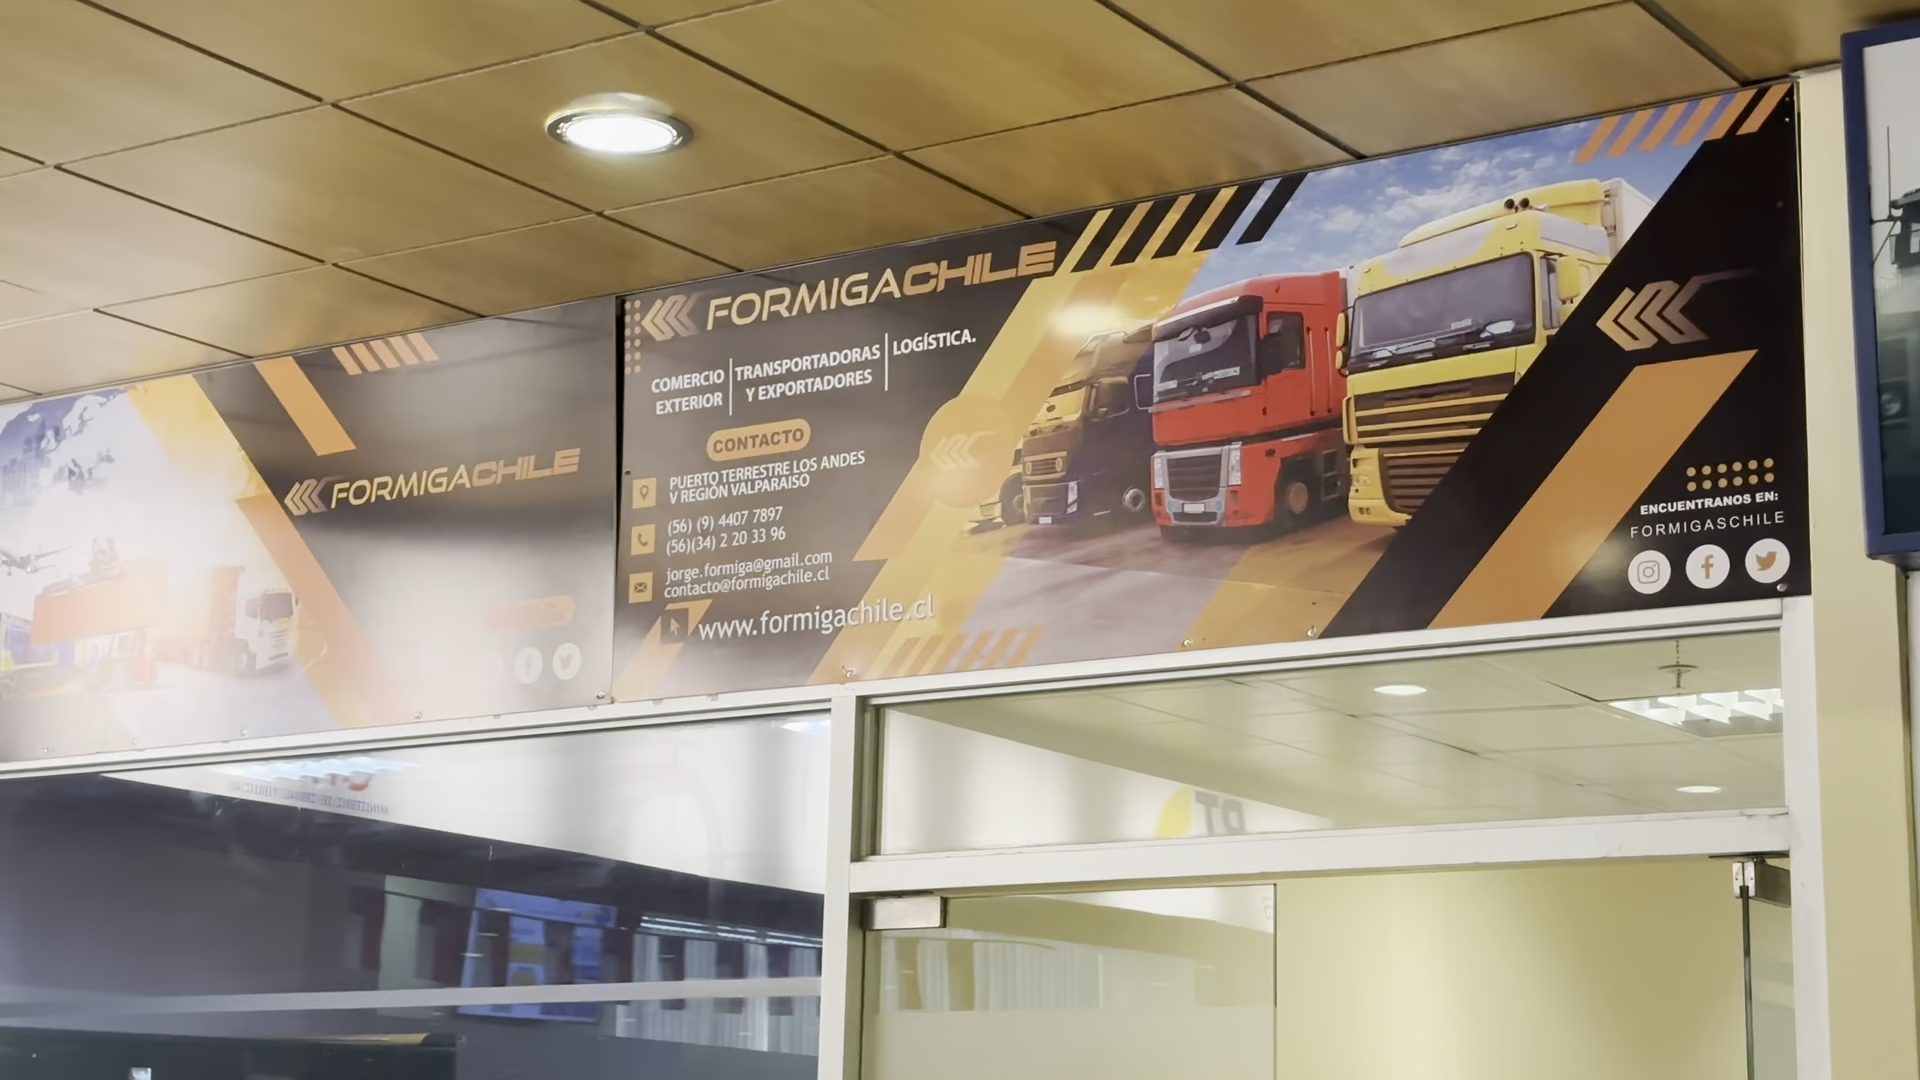 FORMIGACHILE
FORMIGACHILE
COMERCIO
EXTERIOR
TRANSPORTADORAS
Y EXPORTADORES
LOGÍSTICA.
CONTACTO
PUERTO TERRESTRE LOS ANDES
V REGIÓN VALPARAISO
(56) (9) 4407 7897
(56)(34) 2 20 33 96
jorge.formiga@gmail.com
contacto@formigachile.cl
www.formigachile.cl
ENCUENTRANOS EN:
FORMIGASCHILE